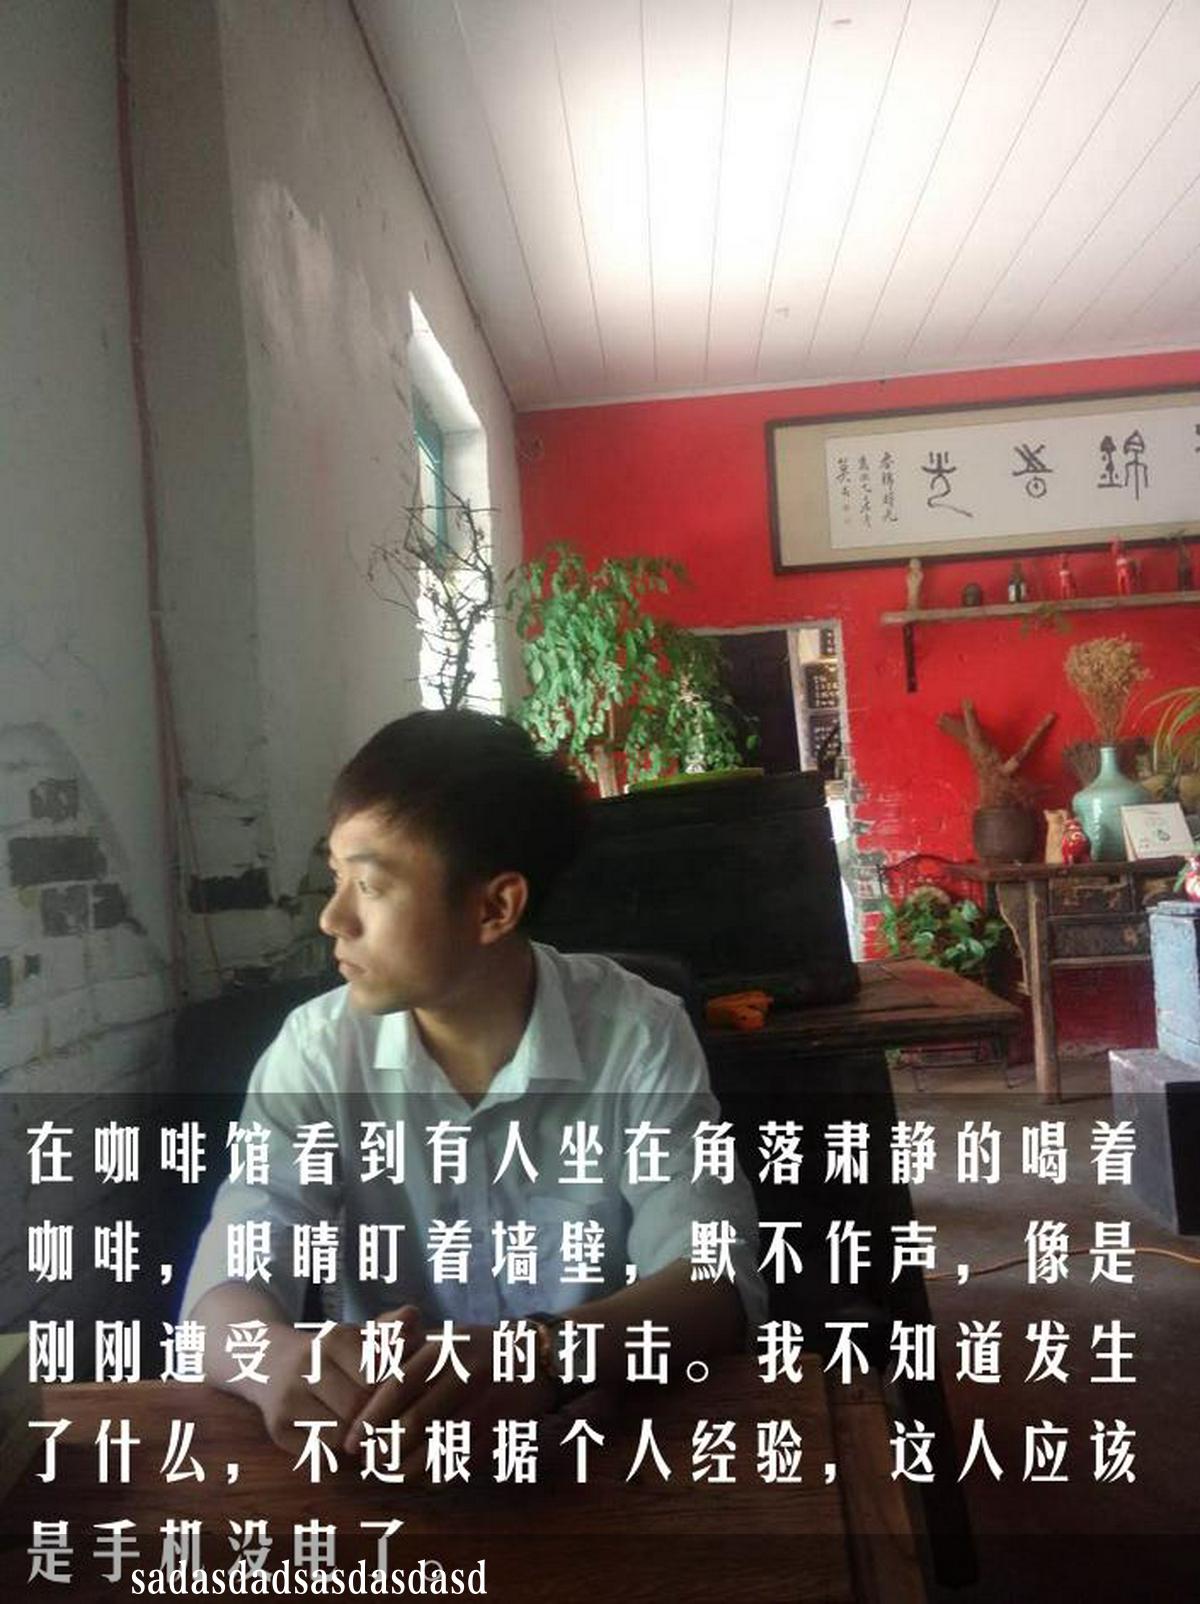 在咖啡馆看到有人坐在角落肃静的喝着
咖啡，眼睛盯着墙壁，默不作声，像是
刚刚遭受了极大的打击。我不知道发生
了什么，不过根据个人经验，这人应该
是手机没电了。
sadasdadsasdasdasd